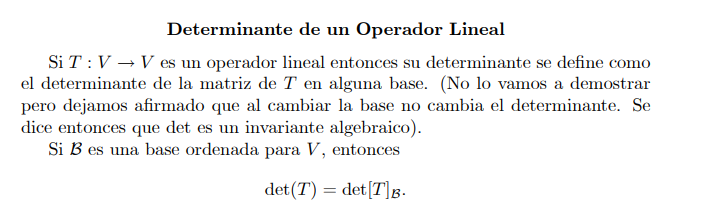 Determinante de un Operador Lineal
Si T : V → V es un operador lineal entonces su determinante se define como
el determinante de la matriz de T en alguna base. (No lo vamos a demostrar
pero dejamos afirmado que al cambiar la base no cambia el determinante. Se
dice entonces que det es un invariante algebraico).
Si ℬ es una base ordenada para V, entonces
det(T) = det[T]ℬ.